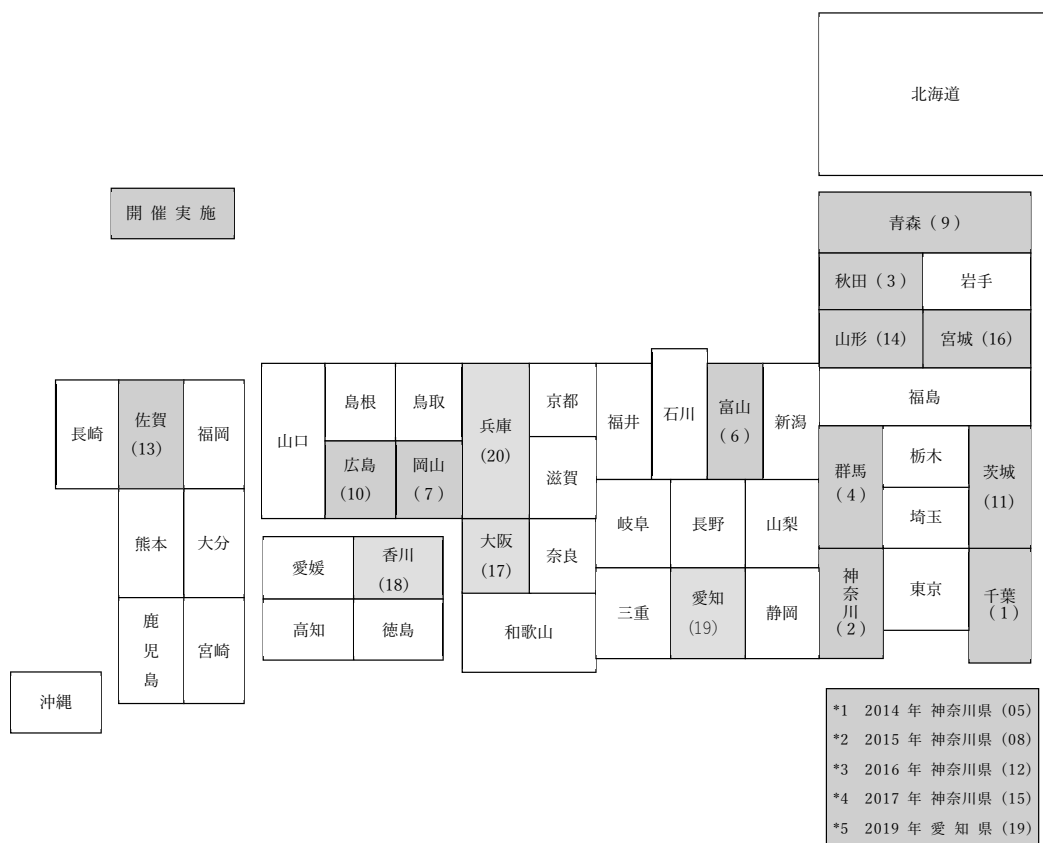 北海道
開催実施
青森(9)
秋田(3)
岩手
山形(14)
宮城(16)
福島
長崎
佐賀
(13)
福岡
山口
島根
鳥取
兵庫
(20)
京都
福井
石川
富山
(6)
新潟
広島
(10)
岡山
(7)
滋賀
群馬
(4)
栃木
茨城
(11)
埼玉
岐阜
長野
山梨
熊本
大分
愛媛
香川
(18)
大阪
(17)
奈良
神奈川
(2)
東京
千葉
(1)
三重
愛知
(19)
静岡
高知
徳島
和歌山
鹿児島
宮崎
沖縄
*1 2014 年 神奈川県 (05)
*2 2015 年 神奈川県 (08)
*3 2016 年 神奈川県 (12)
*4 2017 年 神奈川県 (15)
*5 2019 年 愛 知 県 (19)